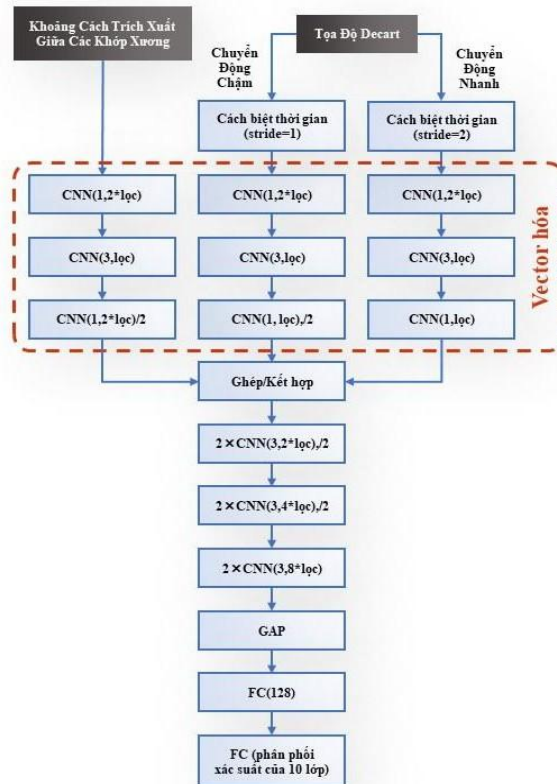 Khoảng Cách Trích Xuất
Giữa Các Khớp Xương
Tọa Độ Decart
Chuyển
Động
Chậm
Chuyển
Động
Nhanh
Cách biệt thời gian
(stride=1)
Cách biệt thời gian
(stride=2)
CNN(1,2*lọc)
CNN(1,2*lọc)
CNN(1,2*lọc)
CNN(3,lọc)
CNN(3,lọc)
CNN(3,lọc)
CNN(1,2*lọc)/2
CNN(1, lọc),/2
CNN(1,lọc)
Vector hóa
Ghép/Kết hợp
2×CNN(3,2*lọc),/2
2×CNN(3,4*lọc),/2
2×CNN(3,8*lọc)
GAP
FC(128)
FC (phân phối
xác suất của 10 lớp)